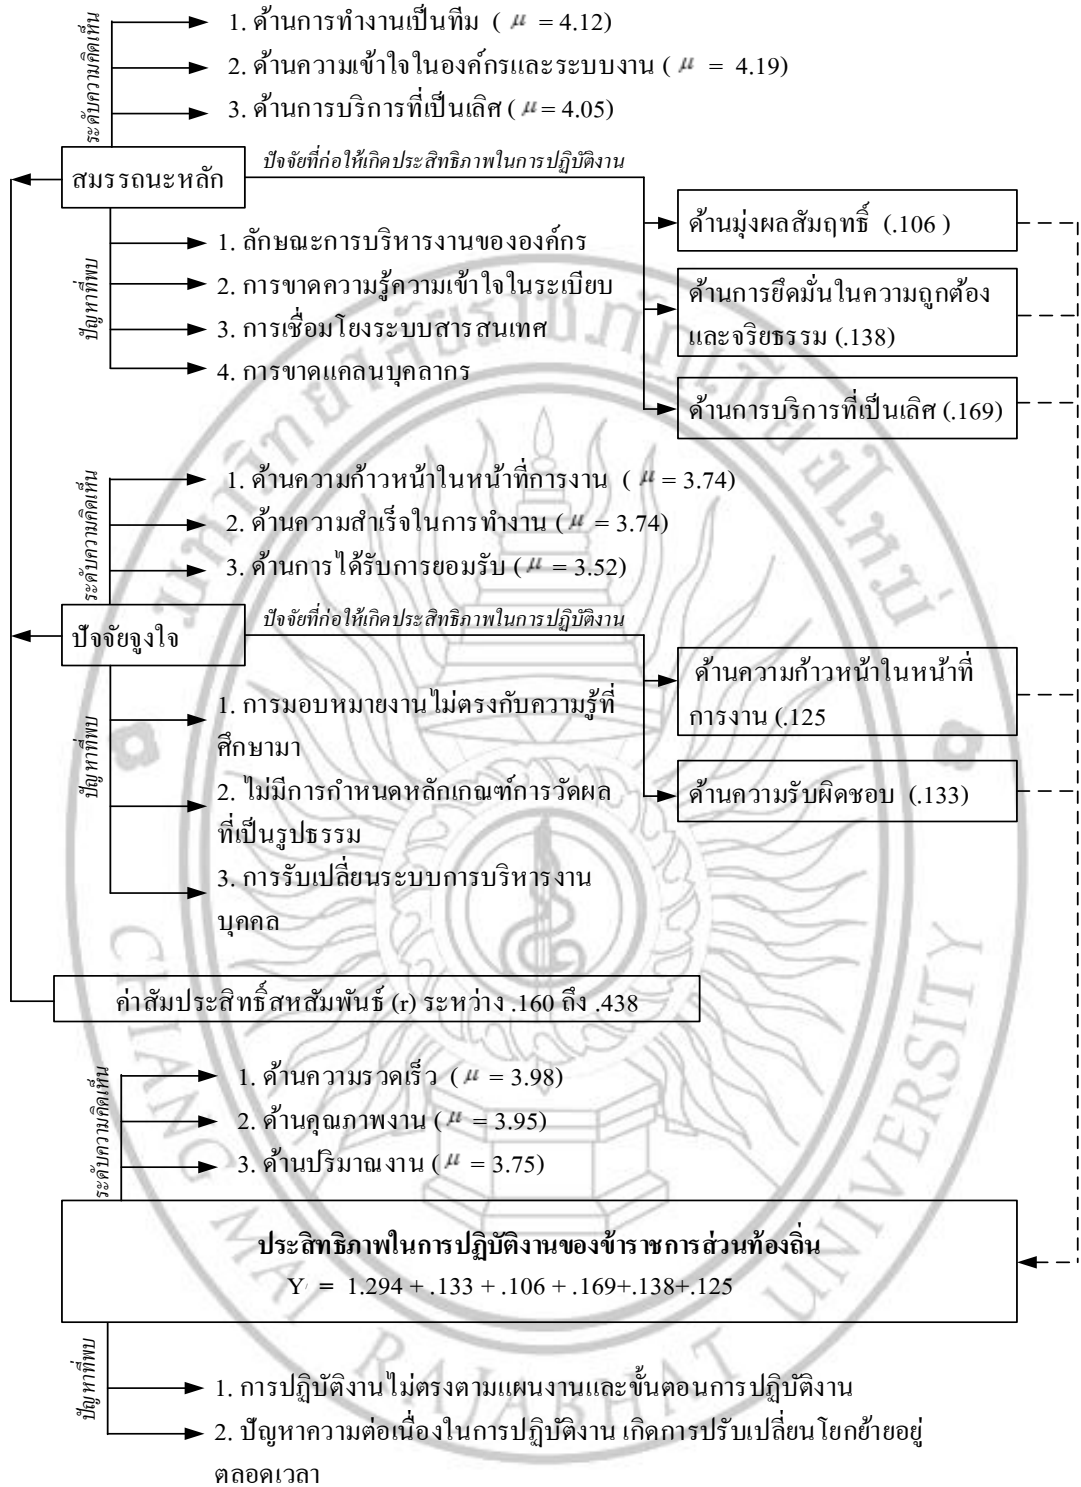 ระดับความคิดเห็น
1. ด้านการทำงานเป็นทีม ( μ = 4.12)
2. ด้านความเข้าใจในองค์กรและระบบงาน ( μ = 4.19)
3. ด้านการบริการที่เป็นเลิศ ( μ = 4.05)
สมรรถนะหลัก
ปัจจัยที่ก่อให้เกิดประสิทธิภาพในการปฏิบัติงาน
ด้านมุ่งผลสัมฤทธิ์ (.106 )
ด้านการยึดมั่นในความถูกต้อง
และจริยธรรม (.138)
ด้านการบริการที่เป็นเลิศ (.169)
ปัญหาที่พบ
1. ลักษณะการบริหารงานขององค์กร
2. การขาดความรู้ความเข้าใจในระเบียบ
3. การเชื่อมโยงระบบสารสนเทศ
4. การขาดแคลนบุคลากร
ระดับความคิดเห็น
1. ด้านความก้าวหน้าในหน้าที่การงาน ( μ = 3.74)
2. ด้านความสำเร็จในการทำงาน ( μ = 3.74)
3. ด้านการได้รับการยอมรับ ( μ = 3.52)
ปัจจัยจูงใจ
ปัจจัยที่ก่อให้เกิดประสิทธิภาพในการปฏิบัติงาน
ด้านความก้าวหน้าในหน้าที่
การงาน (.125
ด้านความรับผิดชอบ (.133)
ปัญหาที่พบ
1. การมอบหมายงานไม่ตรงกับความรู้ที่
ศึกษามา
2. ไม่มีการกำหนดหลักเกณฑ์การวัดผล
ที่เป็นรูปธรรม
3. การรับเปลี่ยนระบบการบริหารงาน
บุคคล
ค่าสัมประสิทธิ์สหสัมพันธ์ (r) ระหว่าง .160 ถึง .438
ระดับความคิดเห็น
1. ด้านความรวดเร็ว ( μ = 3.98)
2. ด้านคุณภาพงาน ( μ = 3.95)
3. ด้านปริมาณงาน ( μ = 3.75)
ประสิทธิภาพในการปฏิบัติงานของข้าราชการส่วนท้องถิ่น
Y = 1.294 + .133 + .106 + .169+.138+.125
ปัญหาที่พบ
1. การปฏิบัติงานไม่ตรงตามแผนงานและขั้นตอนการปฏิบัติงาน
2. ปัญหาความต่อเนื่องในการปฏิบัติงาน เกิดการปรับเปลี่ยนโยกย้ายอยู่
ตลอดเวลา
มหาวิทยาลัยราชภัฏเชียงใหม่
CHIANG MAI RAJABHAT UNIVERSITY